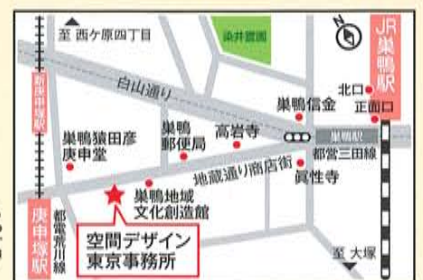 至 西ケ原四丁目
染井霊園
N
JR巣鴨駅
白山通り
北口
正面口
新庚申塚駅
巣鴨信金
巣鴨駅
都営三田線
巣鴨猿田彦
庚申堂
巣鴨
郵便局
高岩寺
地蔵通り商店街
眞性寺
巣鴨地域
文化創造館
庚申塚駅
都電荒川線
空間デザイン
東京事務所
至 大塚